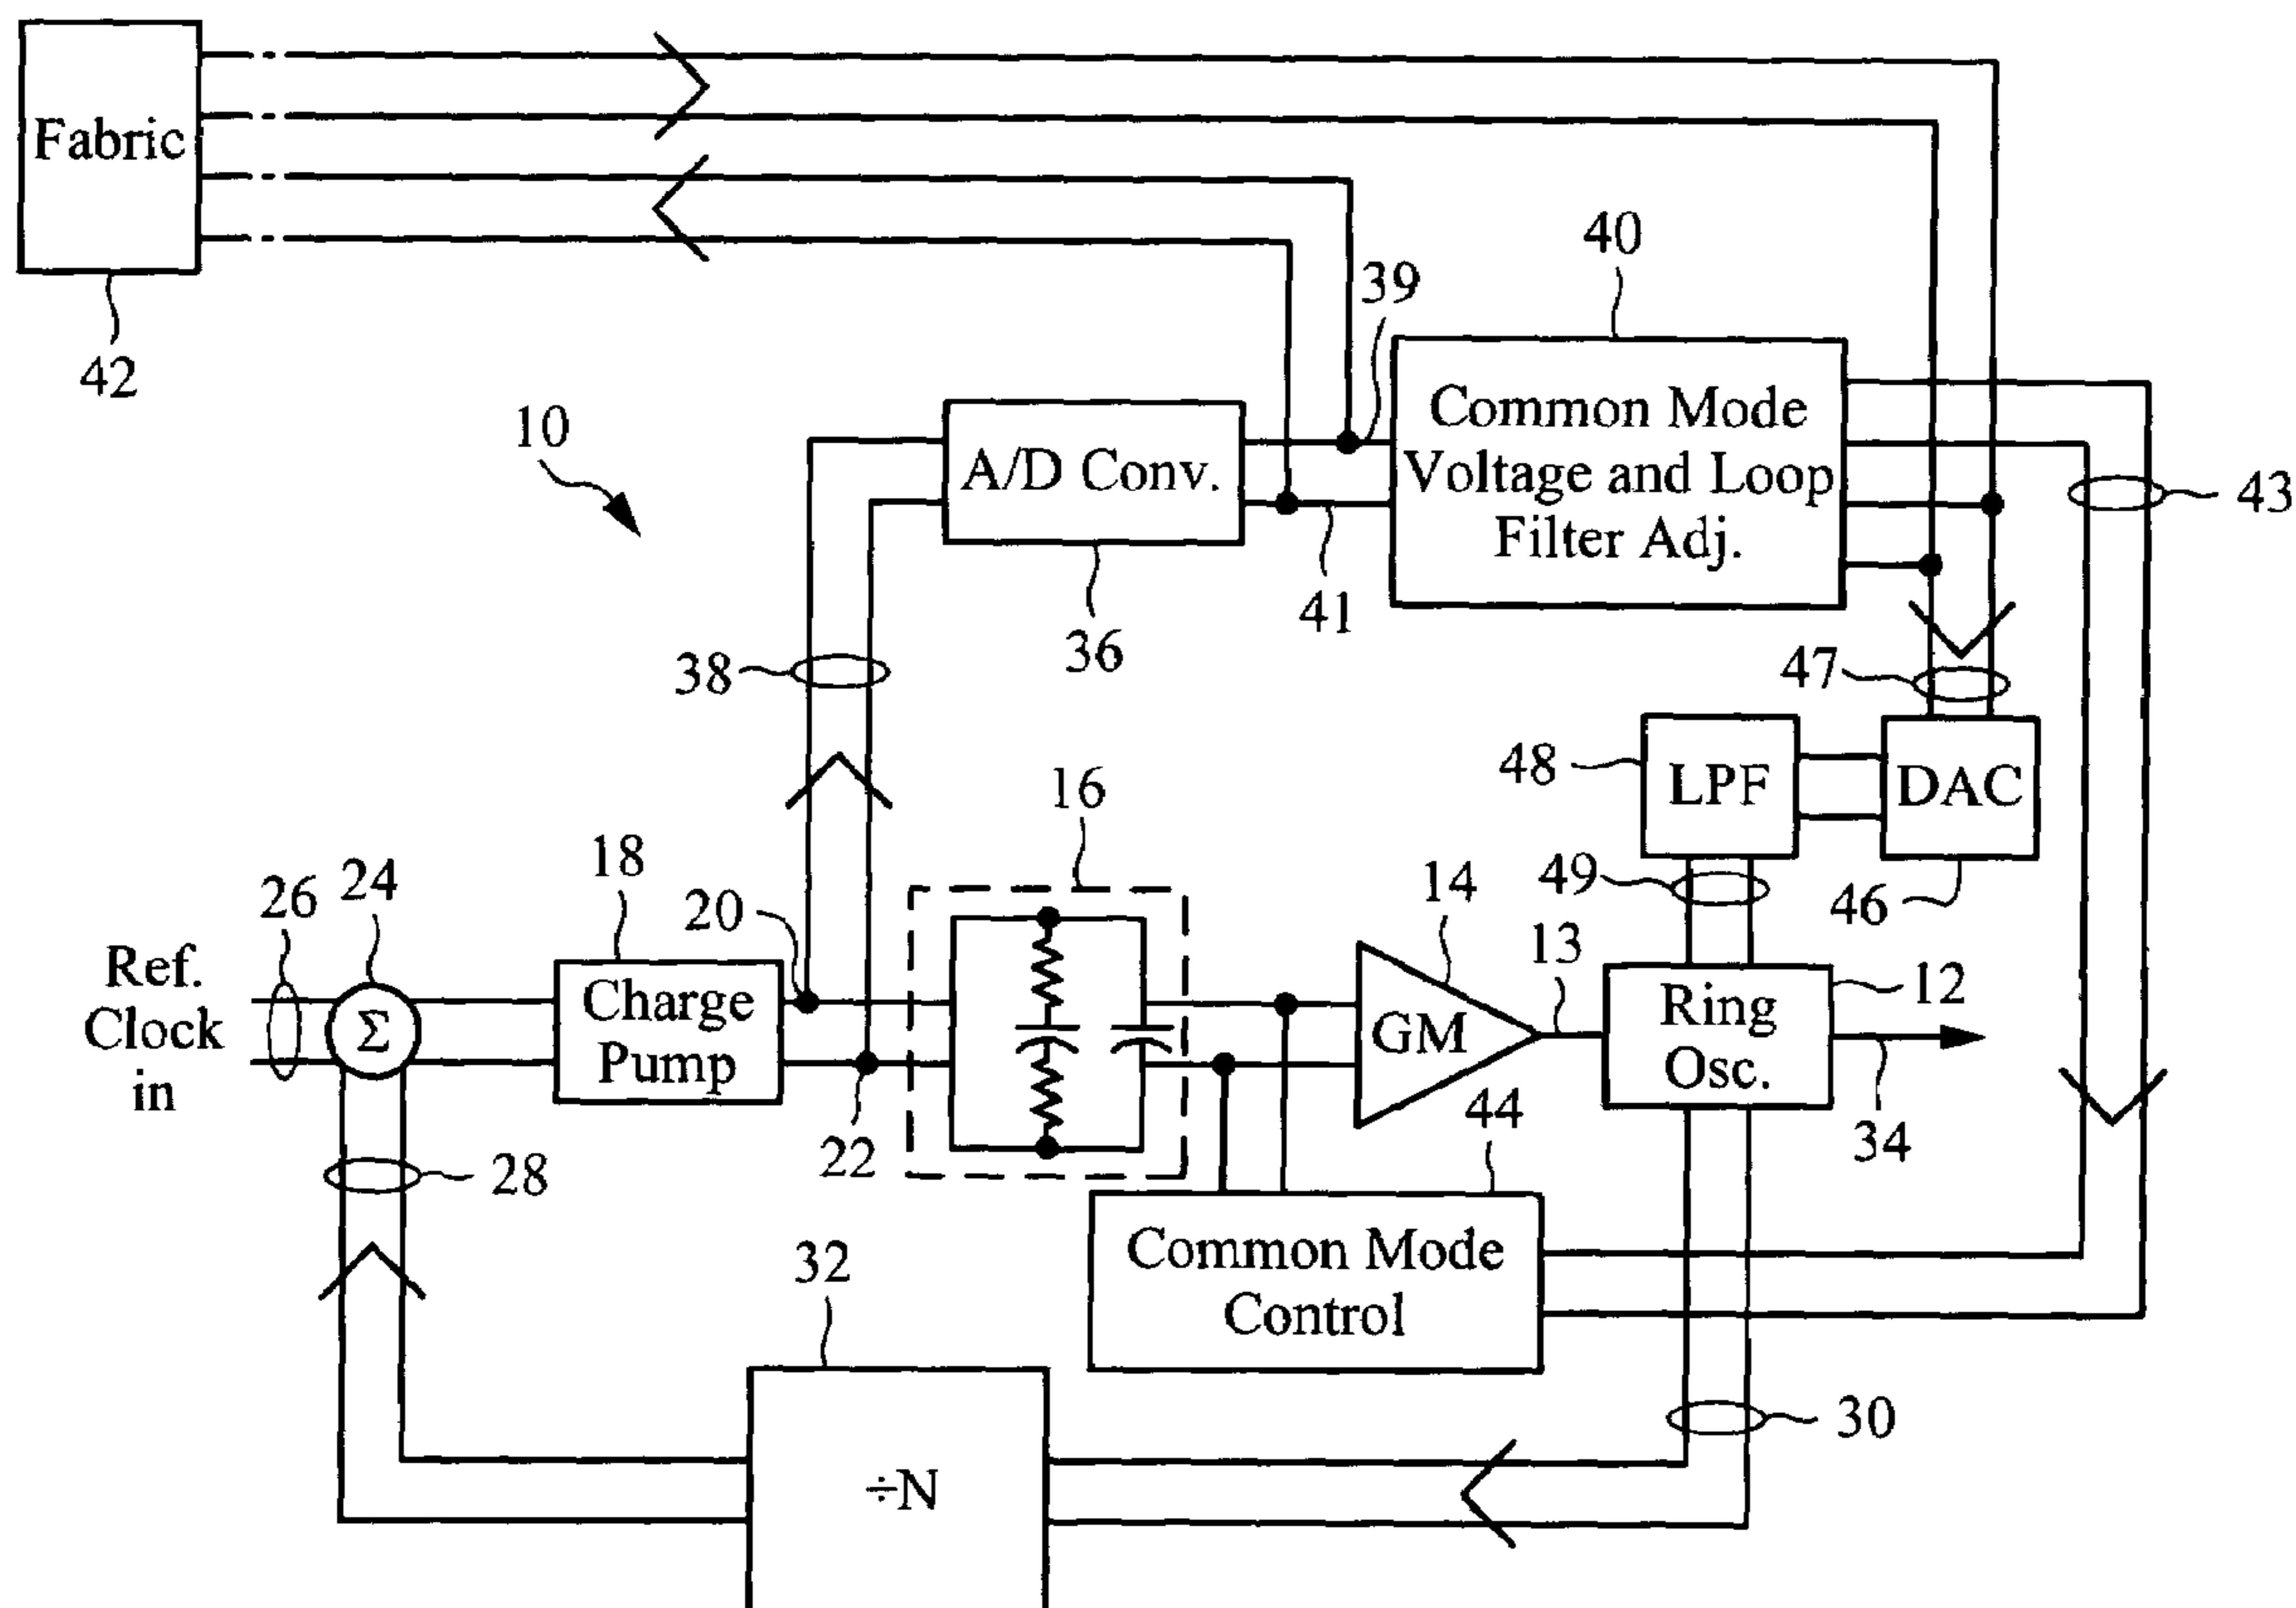 Fabric
42
10
39
40
A/D Conv.
36
41
Common Mode
Voltage and Loop
Filter Adj.
43
38
47
48
LPF
DAC
46
49
16
14
13
Ref.
Clock
in
26
24
Σ
18
Charge
Pump
20
22
GM
Ring
Osc.
12
34
28
44
Common Mode
Control
32
÷N
30